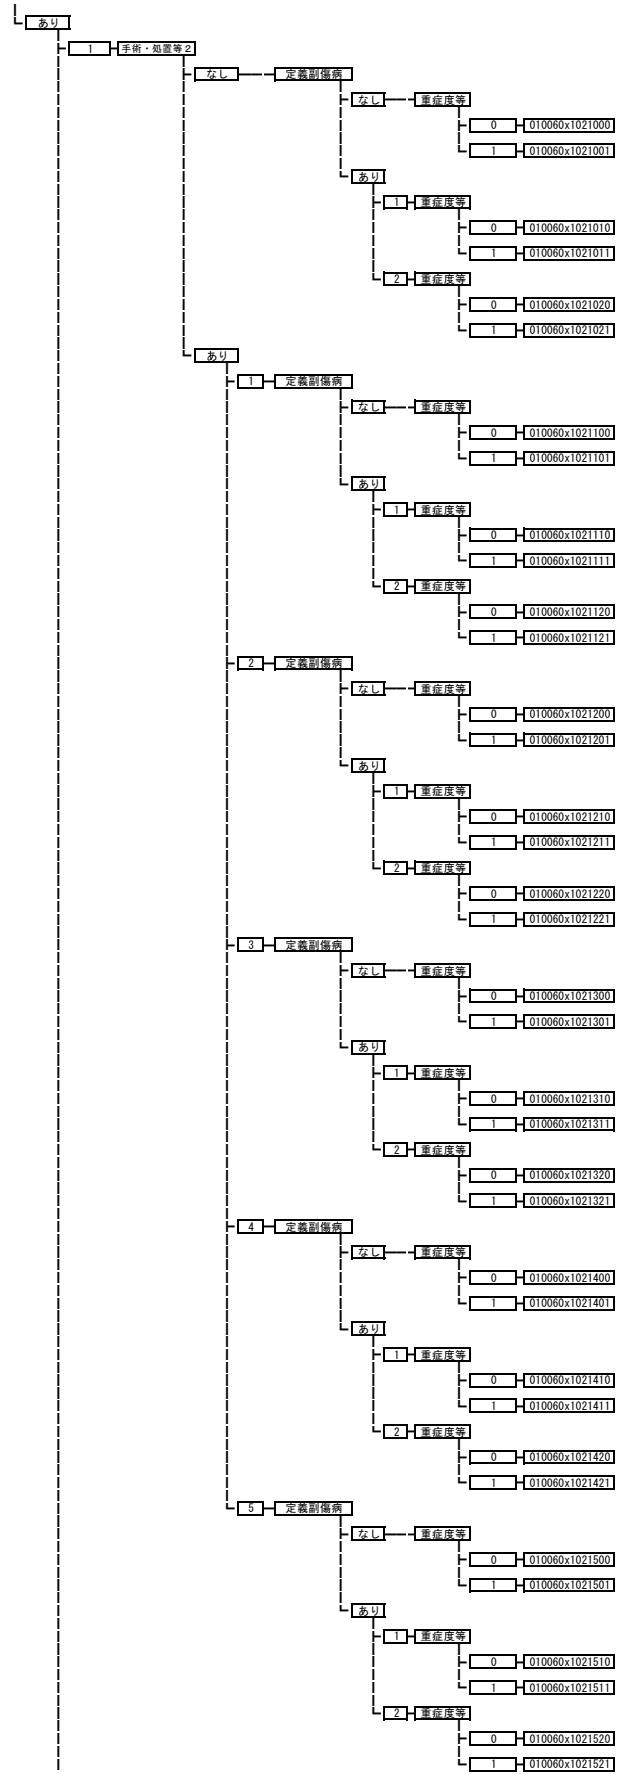 あり
1 手術・処置等2
なし 定義副傷病
なし 重症度等
0 010060x1021000
1 010060x1021001
あり
1 重症度等
0 010060x1021010
1 010060x1021011
2 重症度等
0 010060x1021020
1 010060x1021021
あり
1 定義副傷病
なし 重症度等
0 010060x1021100
1 010060x1021101
あり
1 重症度等
0 010060x1021110
1 010060x1021111
2 重症度等
0 010060x1021120
1 010060x1021121
2 定義副傷病
なし 重症度等
0 010060x1021200
1 010060x1021201
あり
1 重症度等
0 010060x1021210
1 010060x1021211
2 重症度等
0 010060x1021220
1 010060x1021221
3 定義副傷病
なし 重症度等
0 010060x1021300
1 010060x1021301
あり
1 重症度等
0 010060x1021310
1 010060x1021311
2 重症度等
0 010060x1021320
1 010060x1021321
4 定義副傷病
なし 重症度等
0 010060x1021400
1 010060x1021401
あり
1 重症度等
0 010060x1021410
1 010060x1021411
2 重症度等
0 010060x1021420
1 010060x1021421
5 定義副傷病
なし 重症度等
0 010060x1021500
1 010060x1021501
あり
1 重症度等
0 010060x1021510
1 010060x1021511
2 重症度等
0 010060x1021520
1 010060x1021521